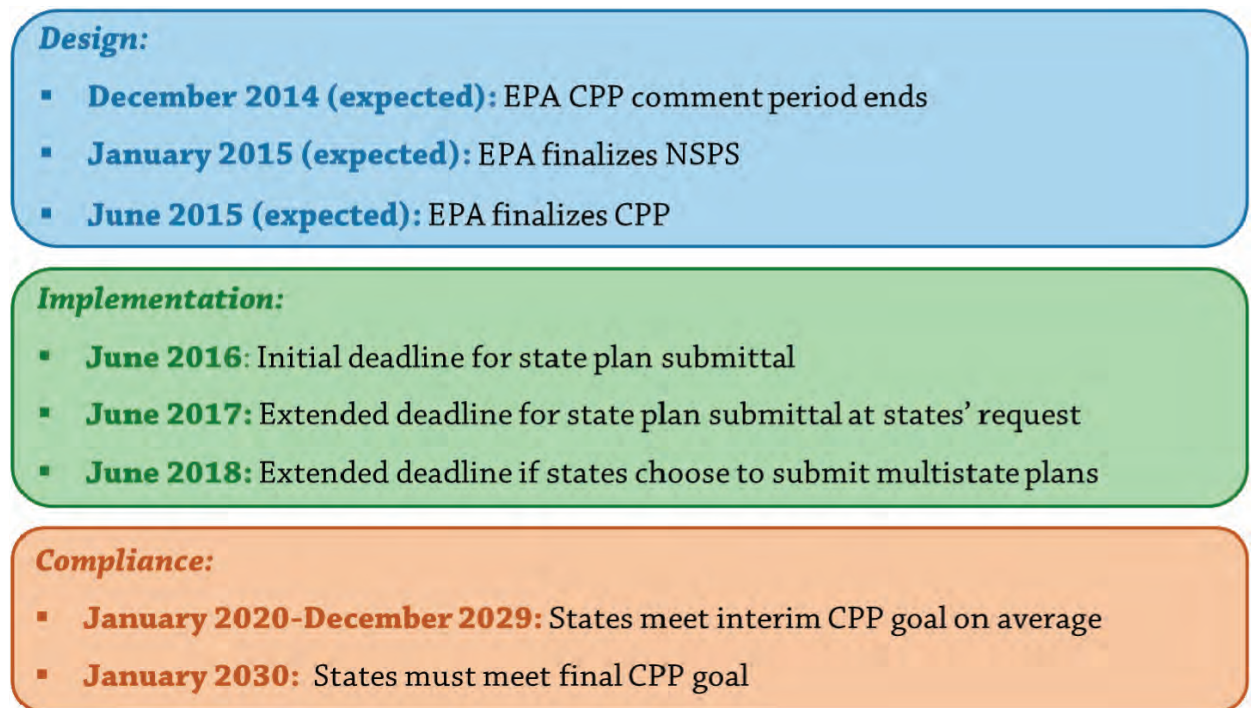 Design:
▪ December 2014 (expected): EPA CPP comment period ends
▪ January 2015 (expected): EPA finalizes NSPS
▪ June 2015 (expected): EPA finalizes CPP
Implementation:
▪ June 2016: Initial deadline for state plan submittal
▪ June 2017: Extended deadline for state plan submittal at states’ request
▪ June 2018: Extended deadline if states choose to submit multistate plans
Compliance:
▪ January 2020-December 2029: States meet interim CPP goal on average
▪ January 2030: States must meet final CPP goal